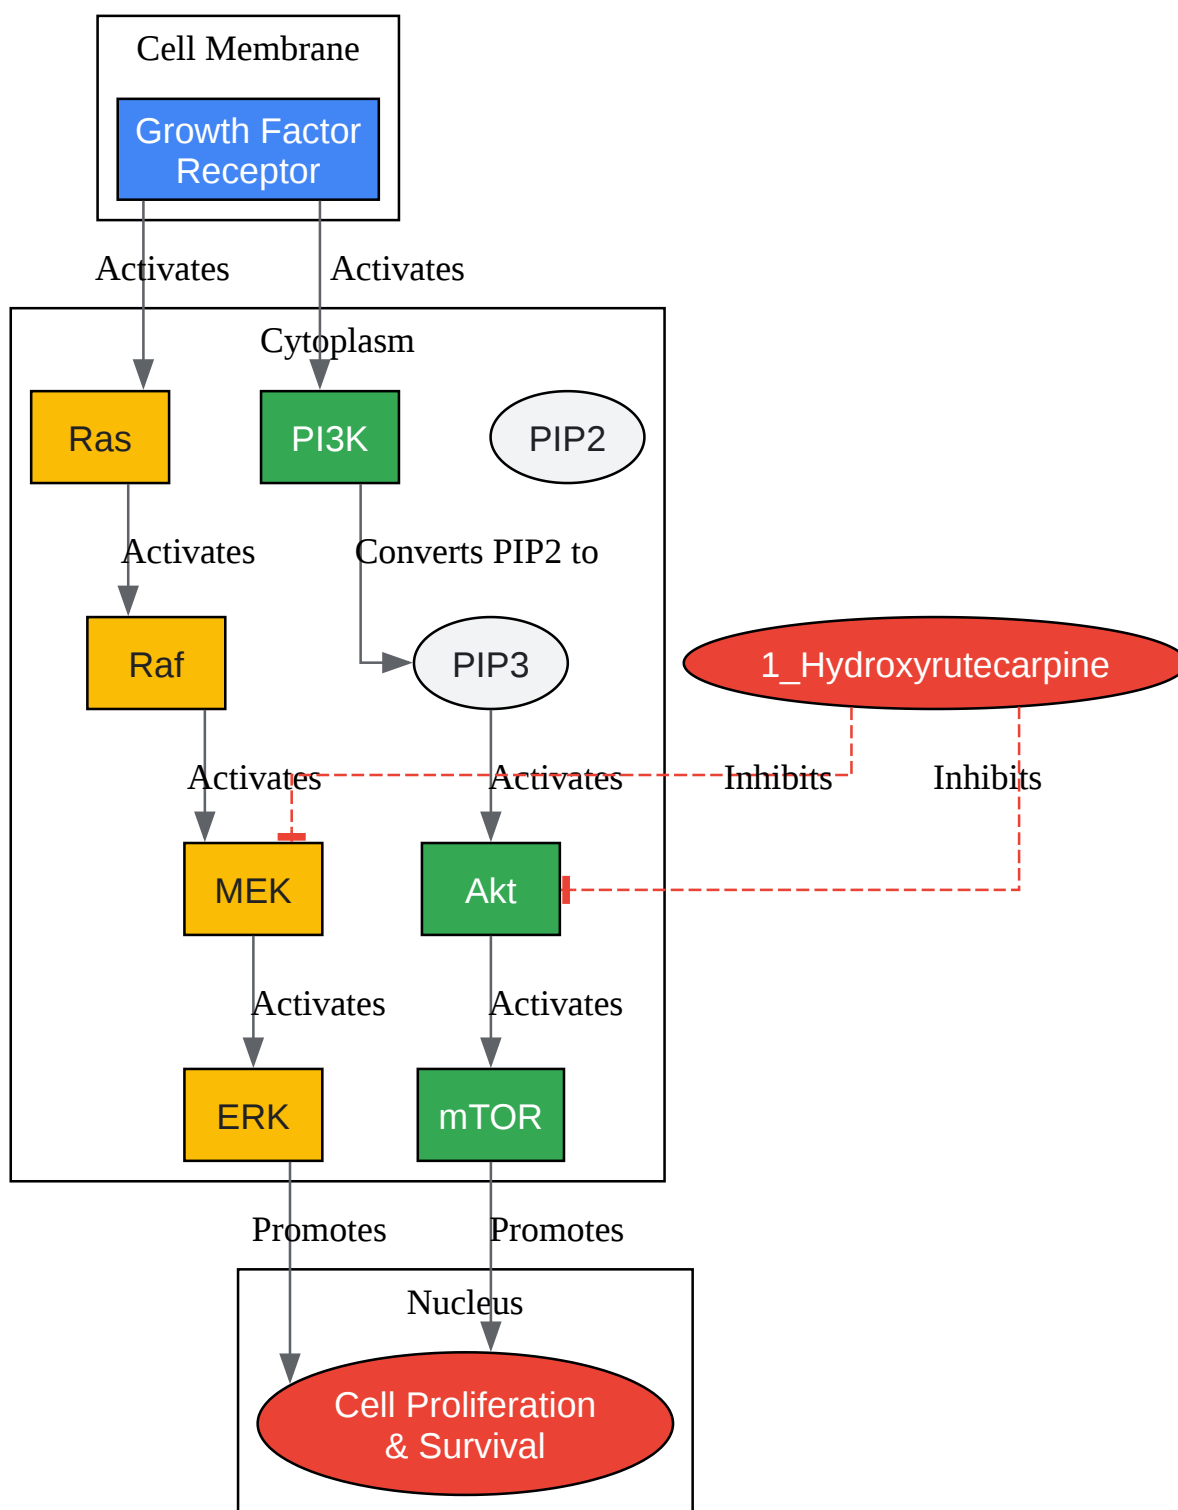 Cell Membrane
Growth Factor
Receptor
Activates
Activates
Cytoplasm
Ras
PI3K
PIP2
Activates
Converts PIP2 to
Raf
PIP3
1_Hydroxyrutecarpine
Activates
Activates
Inhibits
Inhibits
MEK
Akt
Activates
Activates
ERK
mTOR
Promotes
Promotes
Nucleus
Cell Proliferation
& Survival